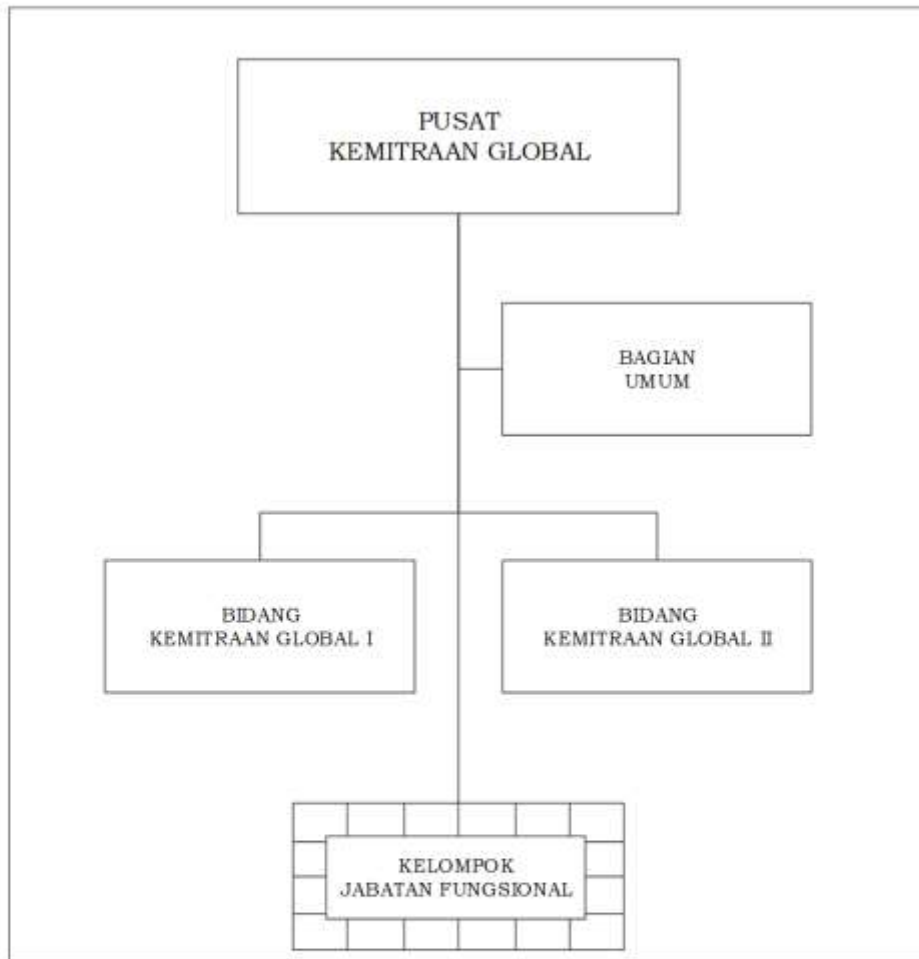 PUSAT
KEMITRAAN GLOBAL
BAGIAN
UMUM
BIDANG
KEMITRAAN GLOBAL I
BIDANG
KEMITRAAN GLOBAL II
KELOMPOK
JABATAN FUNGSIONAL